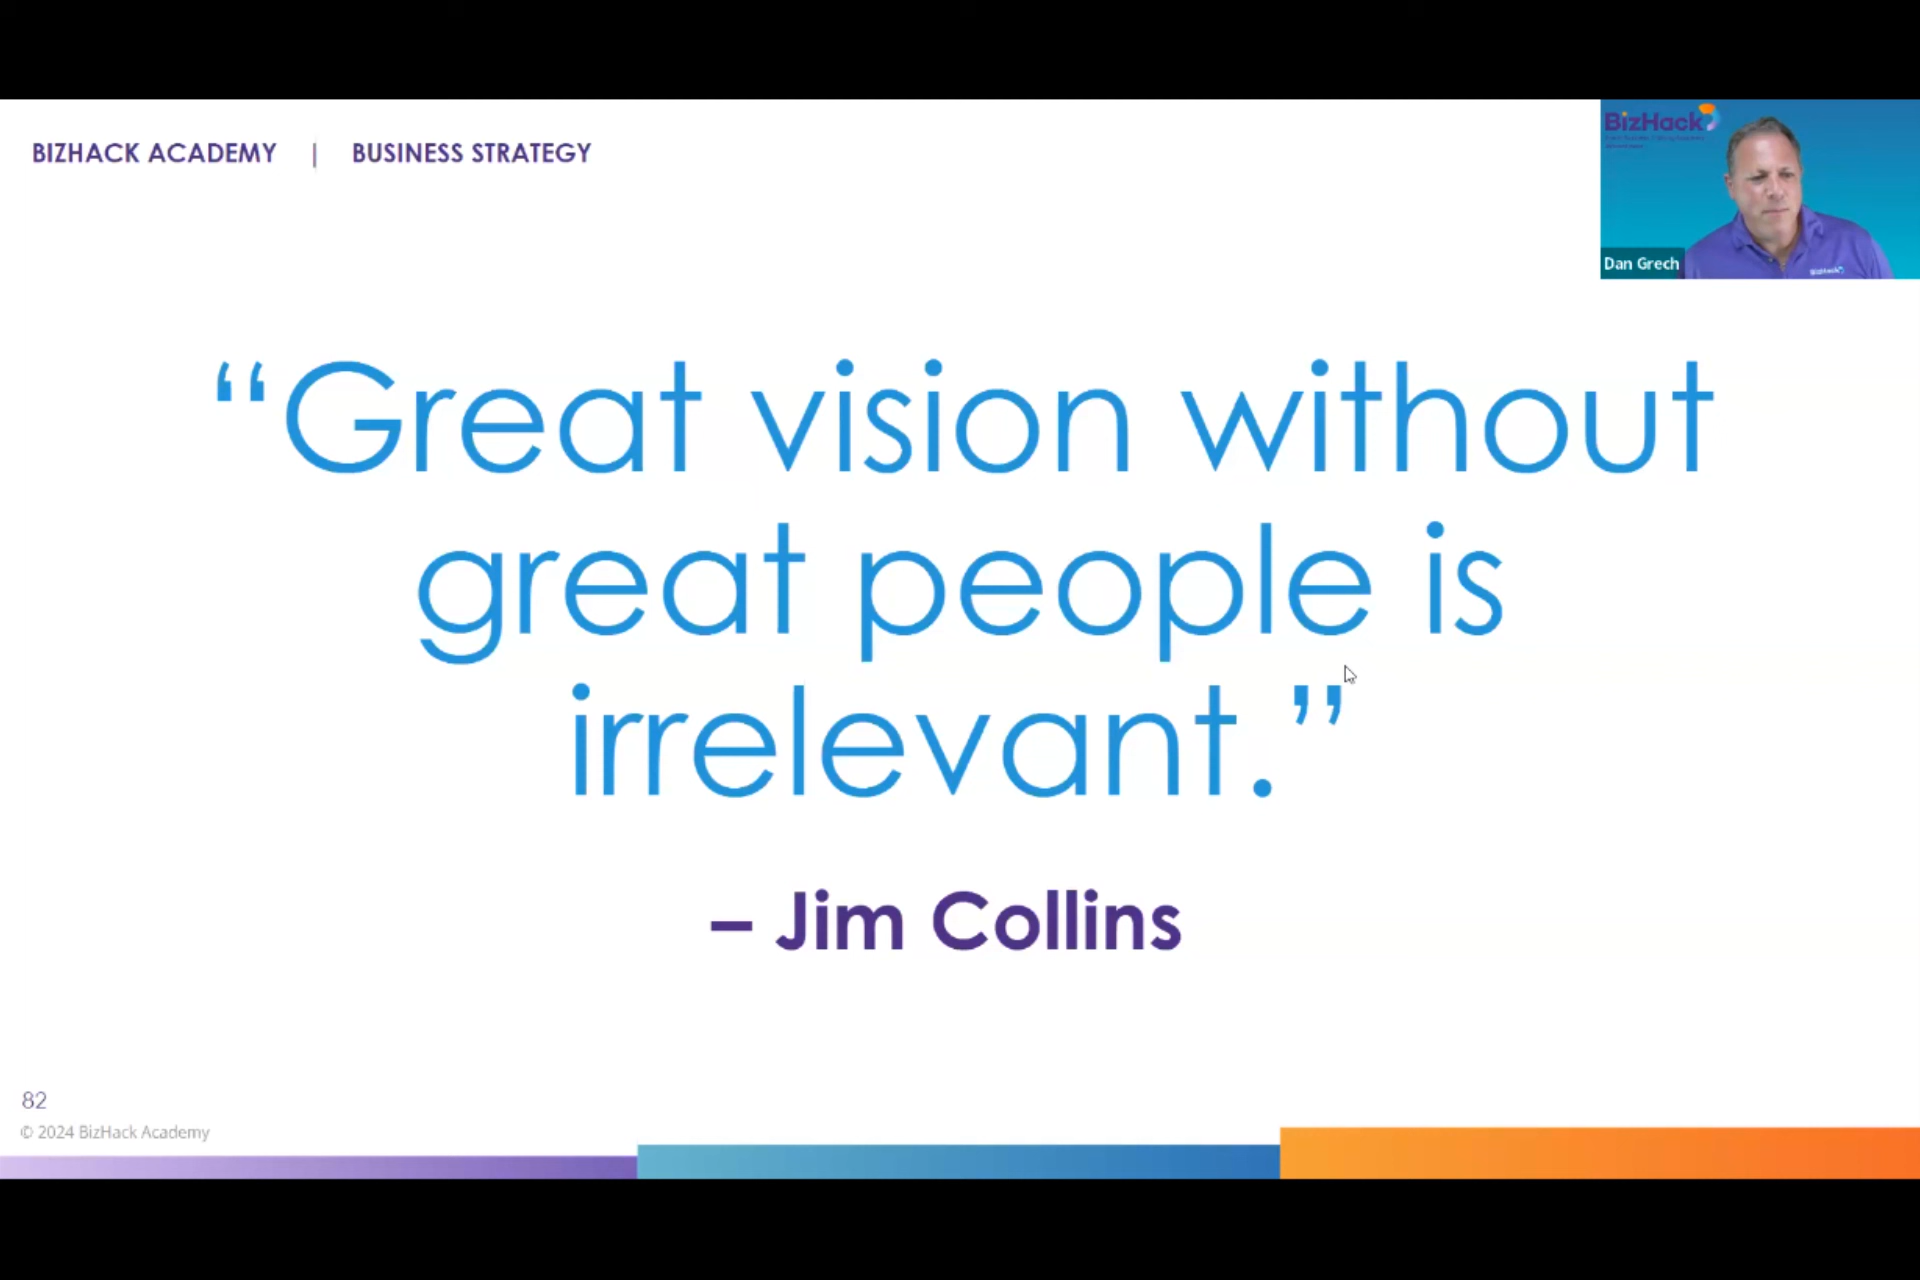 BIZHACK ACADEMY | BUSINESS STRATEGY
BizHack
Dan Grech
BizHack
“Great vision without
great people is
irrelevant.”
– Jim Collins
82
© 2024 BizHack Academy